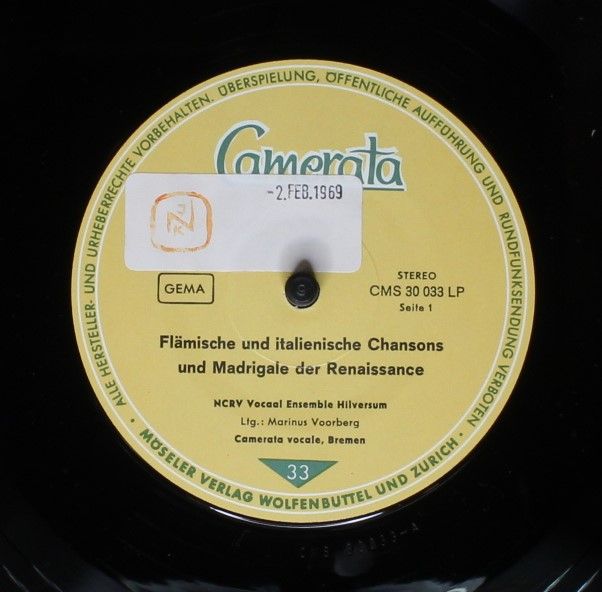 ALLE HERSTELLER- UND URHEBERRECHTE VORBEHALTEN. ÜBERSPIELUNG, ÖFFENTLICHE AUFFÜHRUNG UND RUNDFUNKSENDUNG VERBOTEN
Camerata
-2.FEB.1969
GEMA
STEREO
CMS 30 033 LP
Seite 1
Flämische und italienische Chansons
und Madrigale der Renaissance
NCRV Vocaal Ensemble Hilversum
Ltg.: Marinus Voorberg
Camerata vocale, Bremen
33
· MÖSELER VERLAG WOLFENBÜTTEL UND ZÜRICH ·